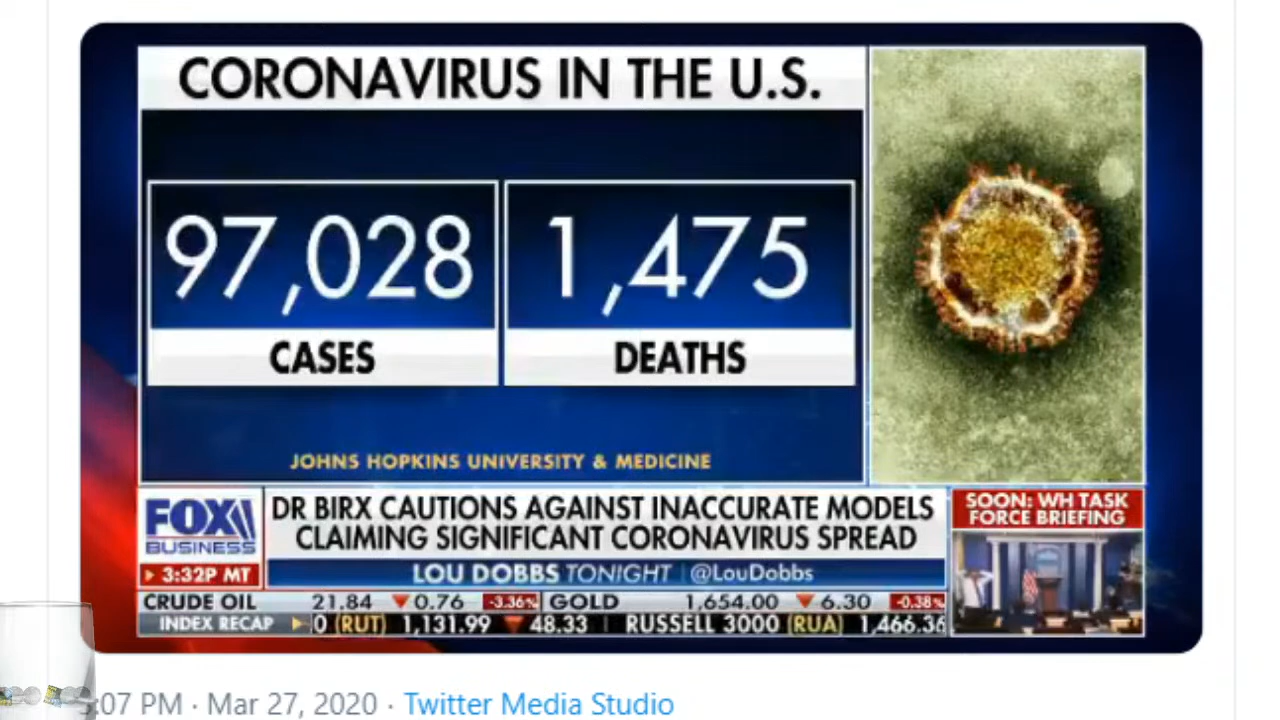 CORONAVIRUS IN THE U.S.
97,028
1,475
CASES
DEATHS
JOHNS HOPKINS UNIVERSITY & MEDICINE
FOX
BUSINESS
DR BIRX CAUTIONS AGAINST INACCURATE MODELS
CLAIMING SIGNIFICANT CORONAVIRUS SPREAD
SOON: WH TASK
FORCE BRIEFING
3:32P MT
LOU DOBBS TONIGHT | @LouDobbs
CRUDE OIL 21.84 ▼ 0.76 -3.36% GOLD 1,654.00 ▼ 6.30 -0.38%
INDEX RECAP 0 (RUT) 1,131.99 ▼ 48.33 | RUSSELL 3000 (RUA) 1,466.36
:07 PM · Mar 27, 2020 · Twitter Media Studio